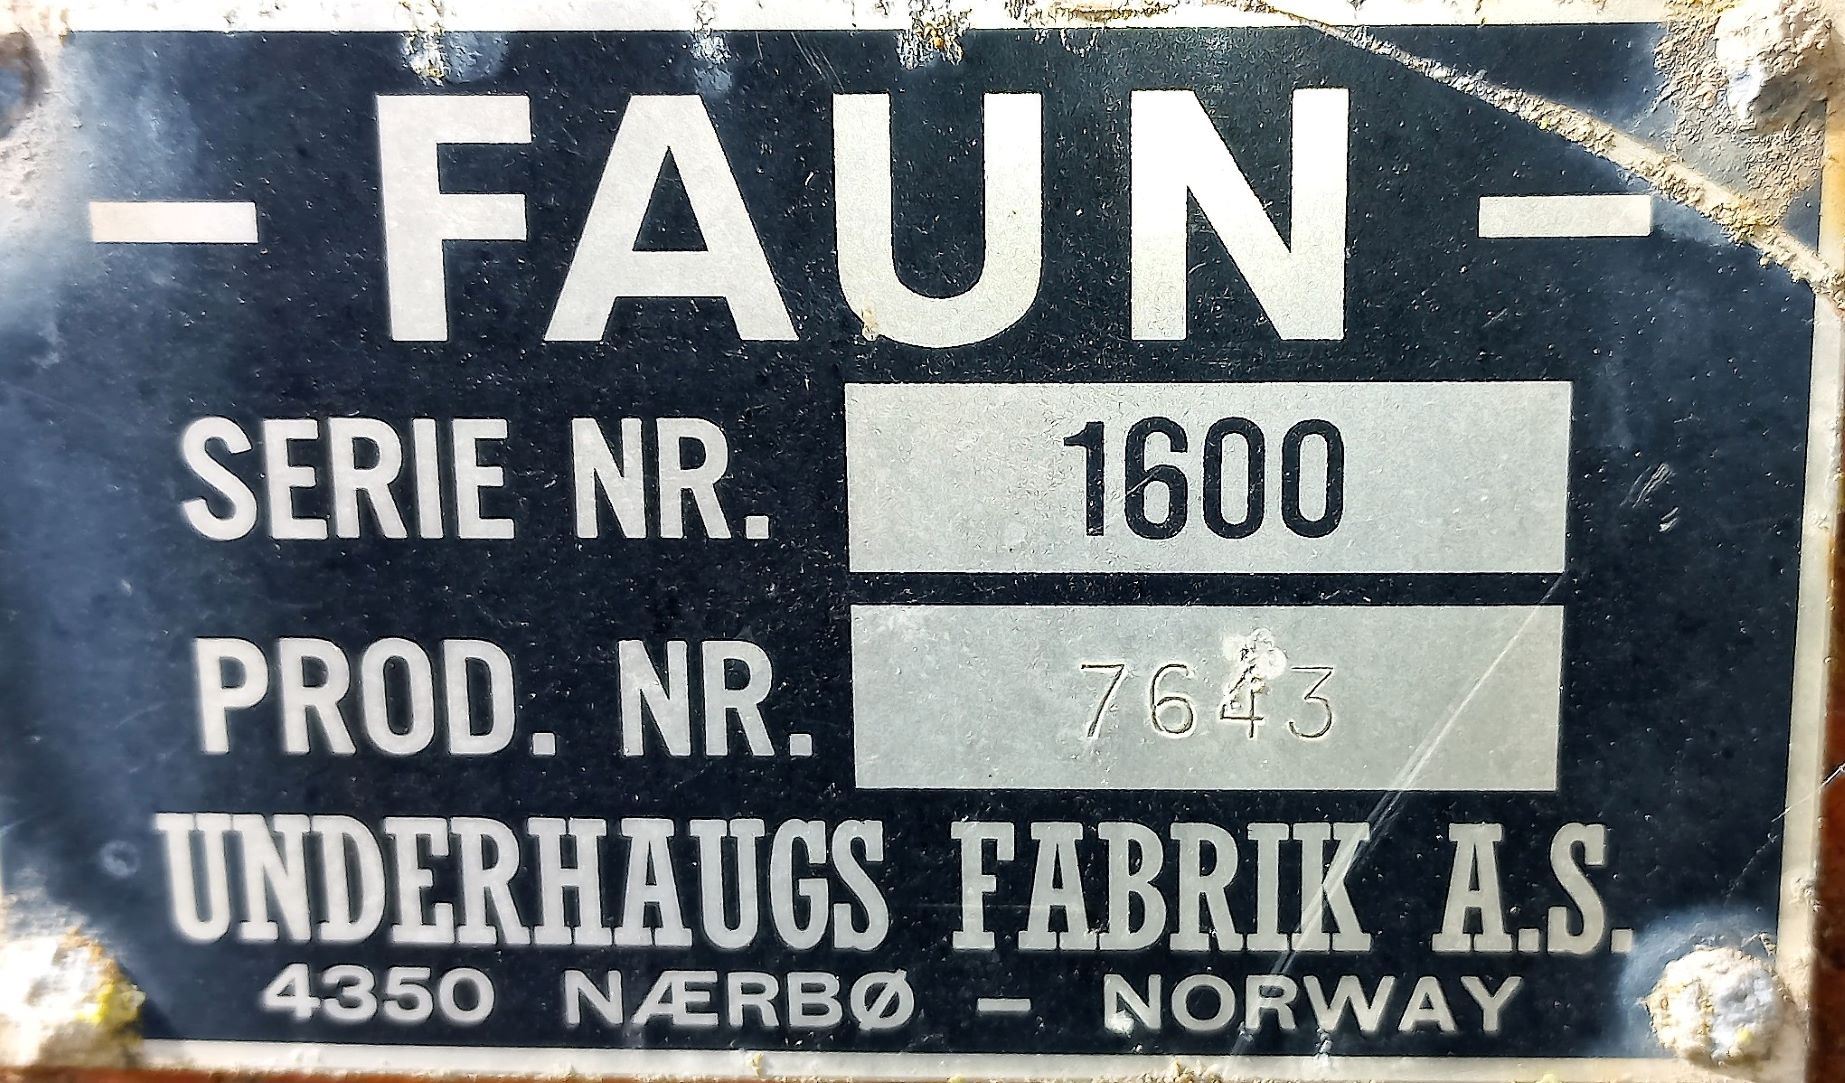 - FAUN -
SERIE NR. 1600
PROD. NR. 7643
UNDERHAUGS FABRIK A.S.
4350 NÆRBØ - NORWAY